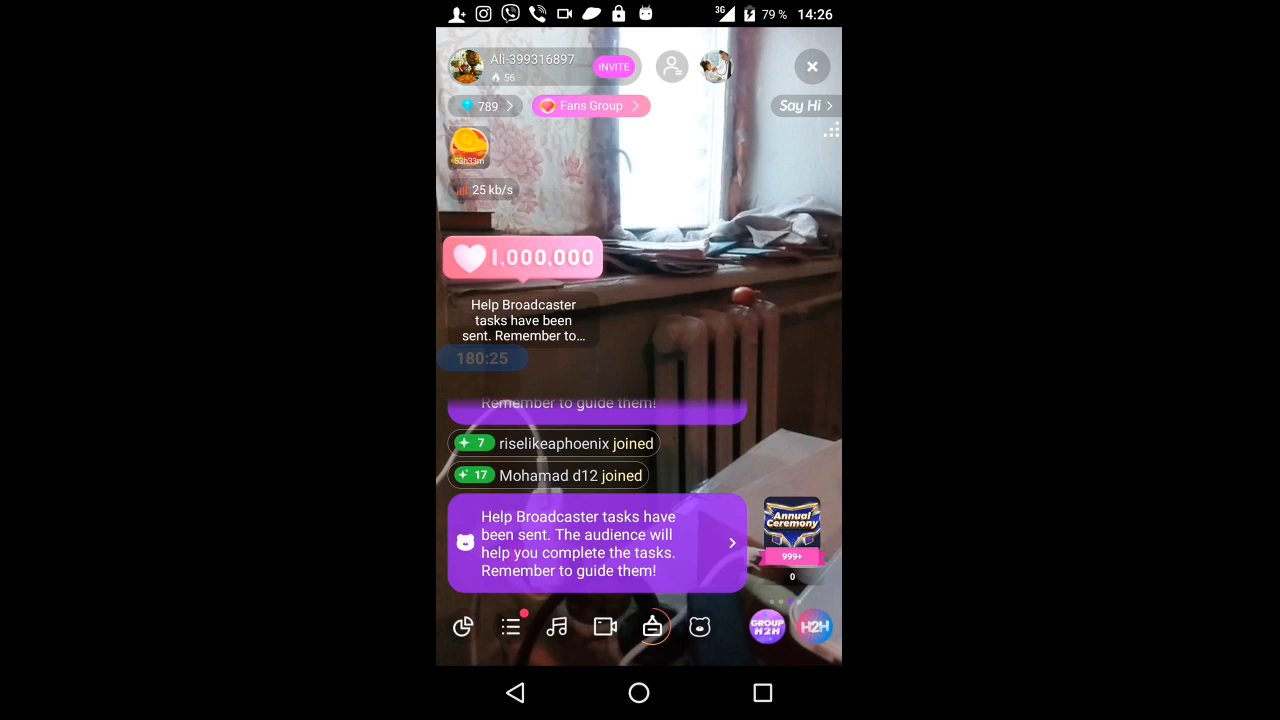 3G 79 % 14:26
Ali-399316897
56
INVITE
789
Fans Group
Say Hi
53h33m
25 kb/s
1,000,000
Help Broadcaster
tasks have been
sent. Remember to…
180:25
Remember to guide them!
7 riselikeaphoenix joined
17 Mohamad d12 joined
Help Broadcaster tasks have
been sent. The audience will
help you complete the tasks.
Remember to guide them!
Annual
Ceremony
999+
0
GROUP
H2H
H2H